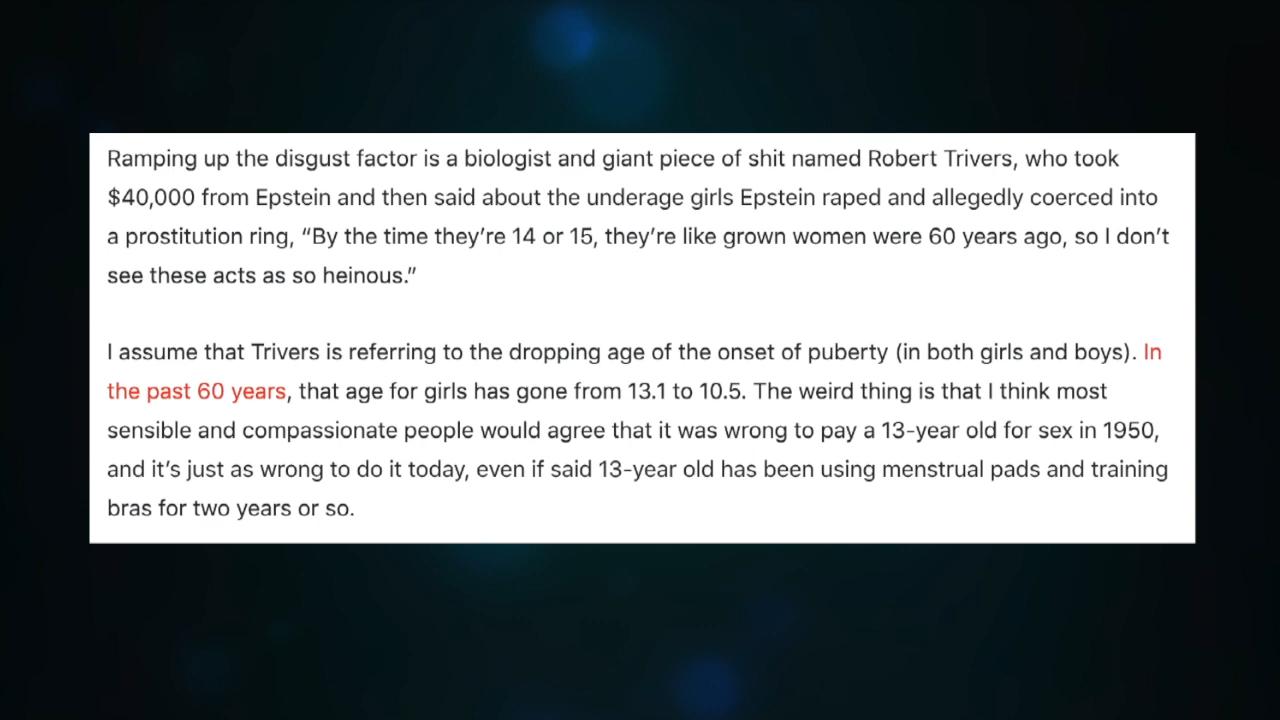 Ramping up the disgust factor is a biologist and giant piece of shit named Robert Trivers, who took
$40,000 from Epstein and then said about the underage girls Epstein raped and allegedly coerced into
a prostitution ring, “By the time they’re 14 or 15, they’re like grown women were 60 years ago, so I don’t
see these acts as so heinous.”
I assume that Trivers is referring to the dropping age of the onset of puberty (in both girls and boys). In
the past 60 years, that age for girls has gone from 13.1 to 10.5. The weird thing is that I think most
sensible and compassionate people would agree that it was wrong to pay a 13-year old for sex in 1950,
and it’s just as wrong to do it today, even if said 13-year old has been using menstrual pads and training
bras for two years or so.